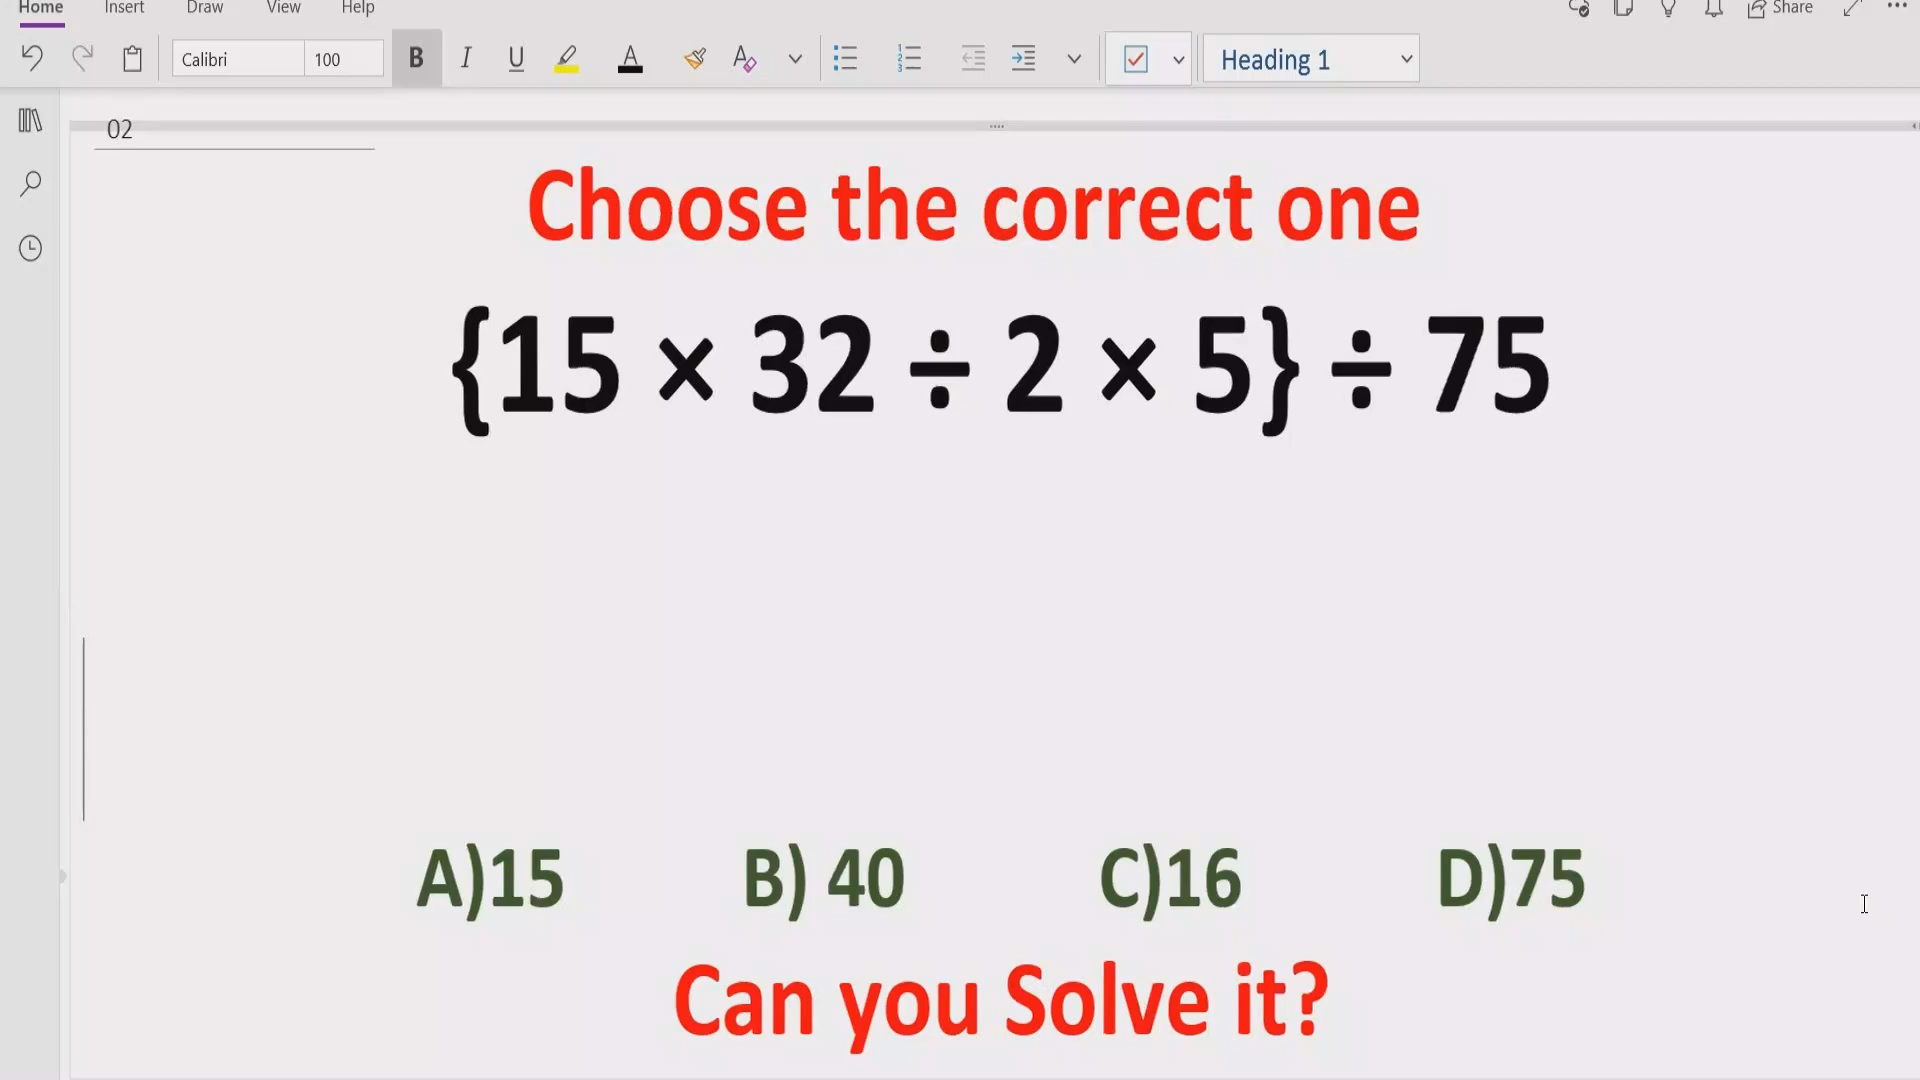 Home Insert Draw View Help Share
Calibri 100 B I U A A Heading 1
02
Choose the correct one
{15 × 32 ÷ 2 × 5} ÷ 75
A)15 B) 40 C)16 D)75
Can you Solve it?